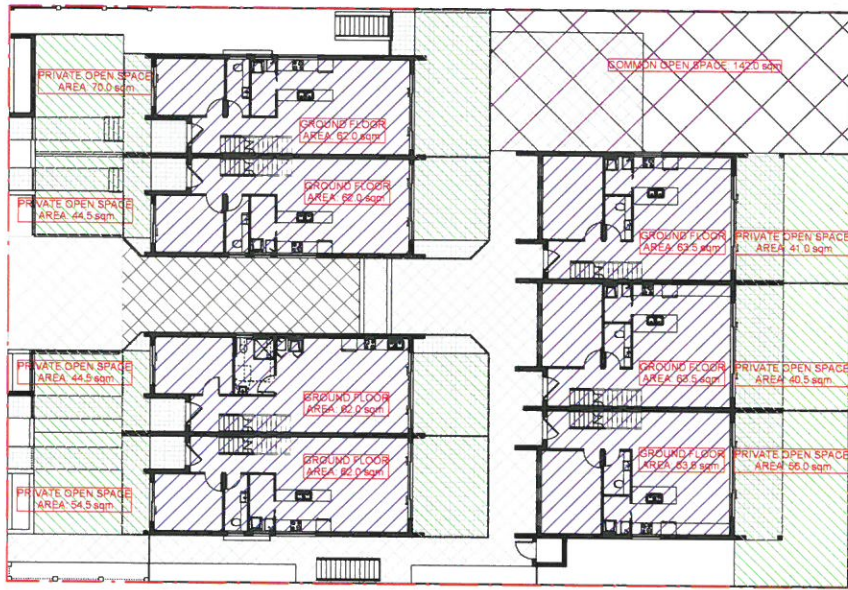 COMMON OPEN SPACE: 142.0 sqm
PRIVATE OPEN SPACE
AREA: 70.0 sqm
GROUND FLOOR
AREA: 62.0 sqm
GROUND FLOOR
AREA: 62.0 sqm
PRIVATE OPEN SPACE
AREA: 44.5 sqm
GROUND FLOOR
AREA: 63.5 sqm
PRIVATE OPEN SPACE
AREA: 41.0 sqm
PRIVATE OPEN SPACE
AREA: 44.5 sqm
GROUND FLOOR
AREA: 62.0 sqm
GROUND FLOOR
AREA: 63.5 sqm
PRIVATE OPEN SPACE
AREA: 40.5 sqm
GROUND FLOOR
AREA: 62.0 sqm
GROUND FLOOR
AREA: 63.9 sqm
PRIVATE OPEN SPACE
AREA: 56.0 sqm
PRIVATE OPEN SPACE
AREA: 54.5 sqm